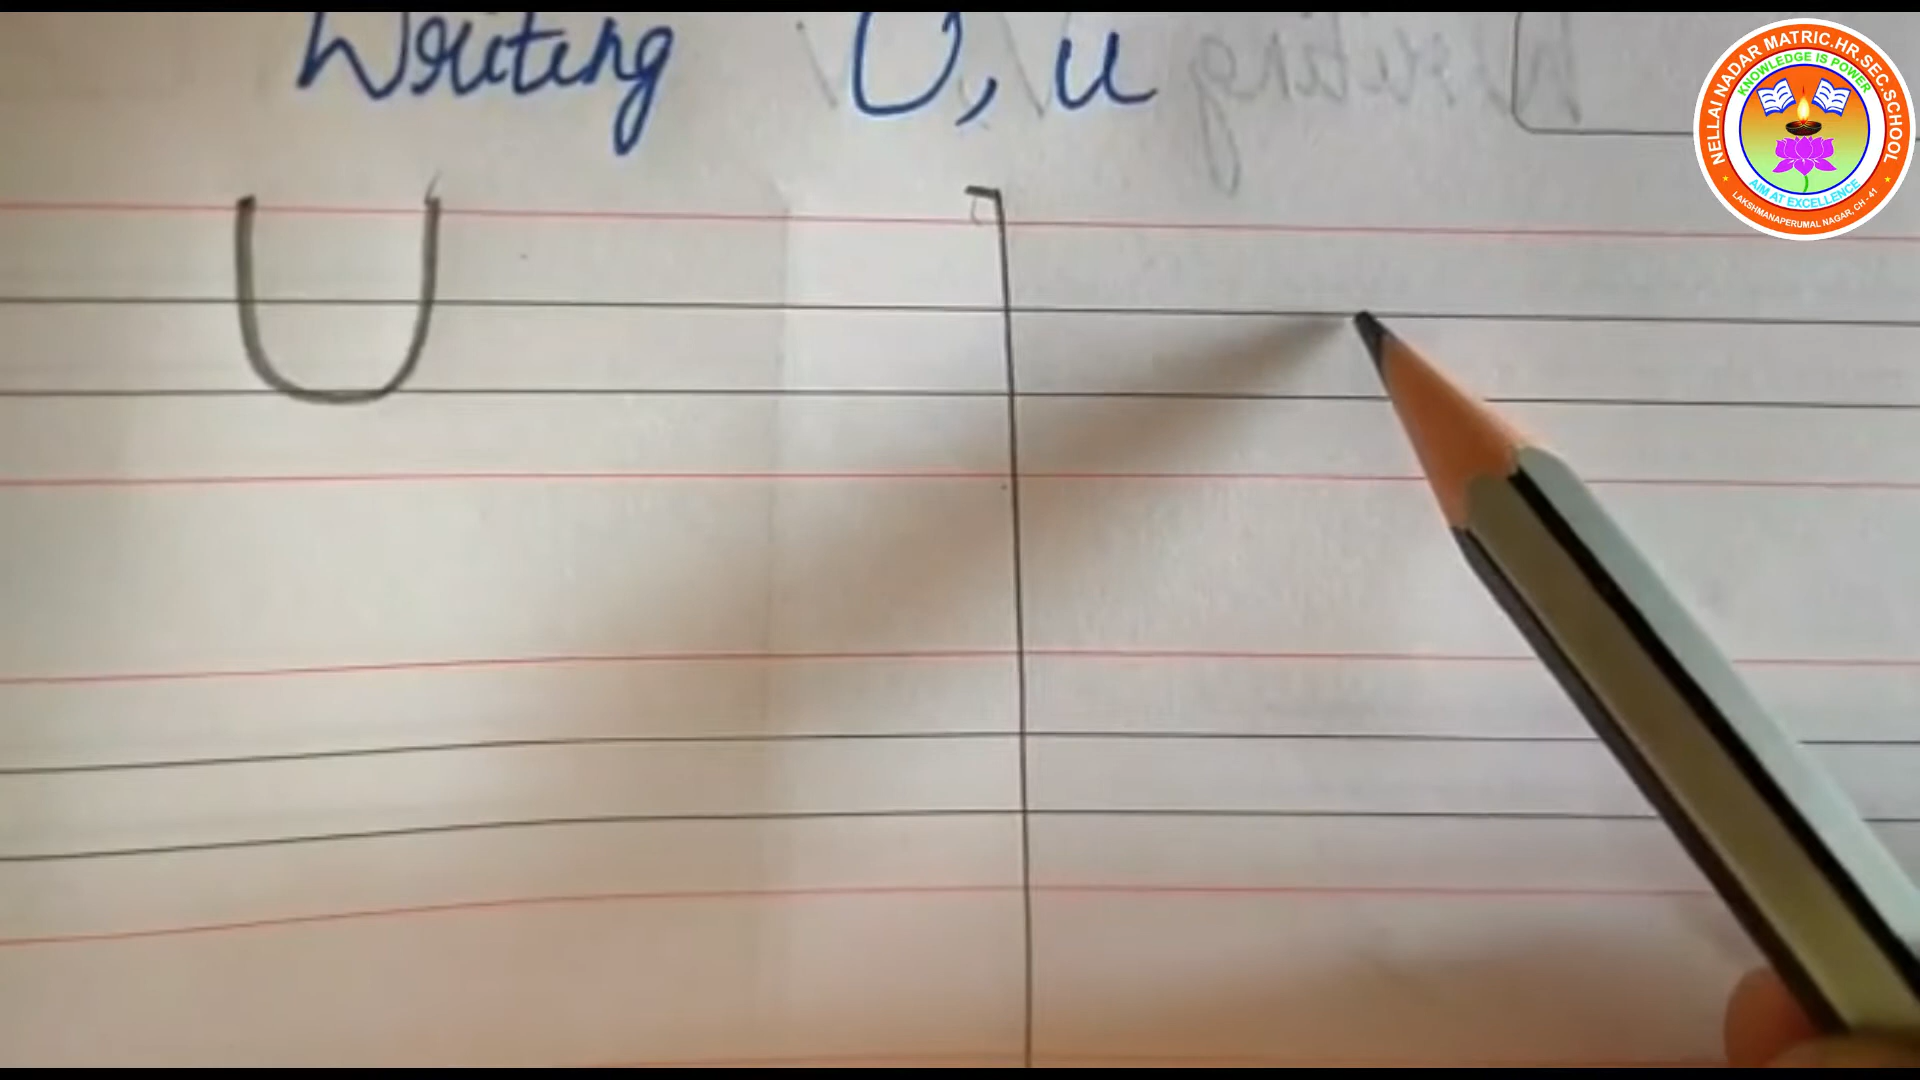 Writing U, u
U
NELLAI NADAR MATRIC.HR.SEC.SCHOOL
KNOWLEDGE IS POWER
AIM AT EXCELLENCE
LAKSHMANAPERUMAL NAGAR, CH - 41